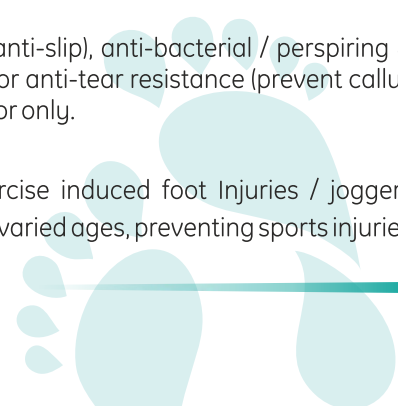 anti-slip), anti-bacterial / perspiring
or anti-tear resistance (prevent callu
or only.
rcise induced foot Injuries / jogger
varied ages, preventing sports injurie